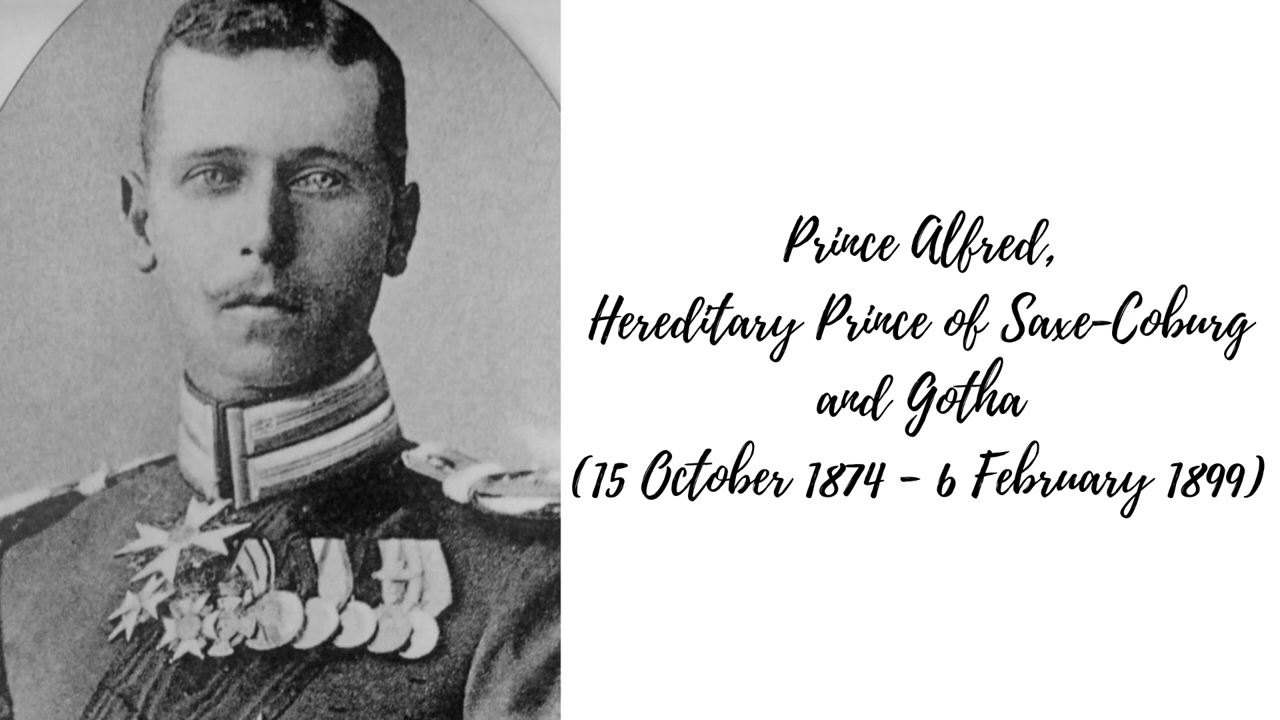 Prince Alfred,
Hereditary Prince of Saxe-Coburg
and Gotha
(15 October 1874 - 6 February 1899)